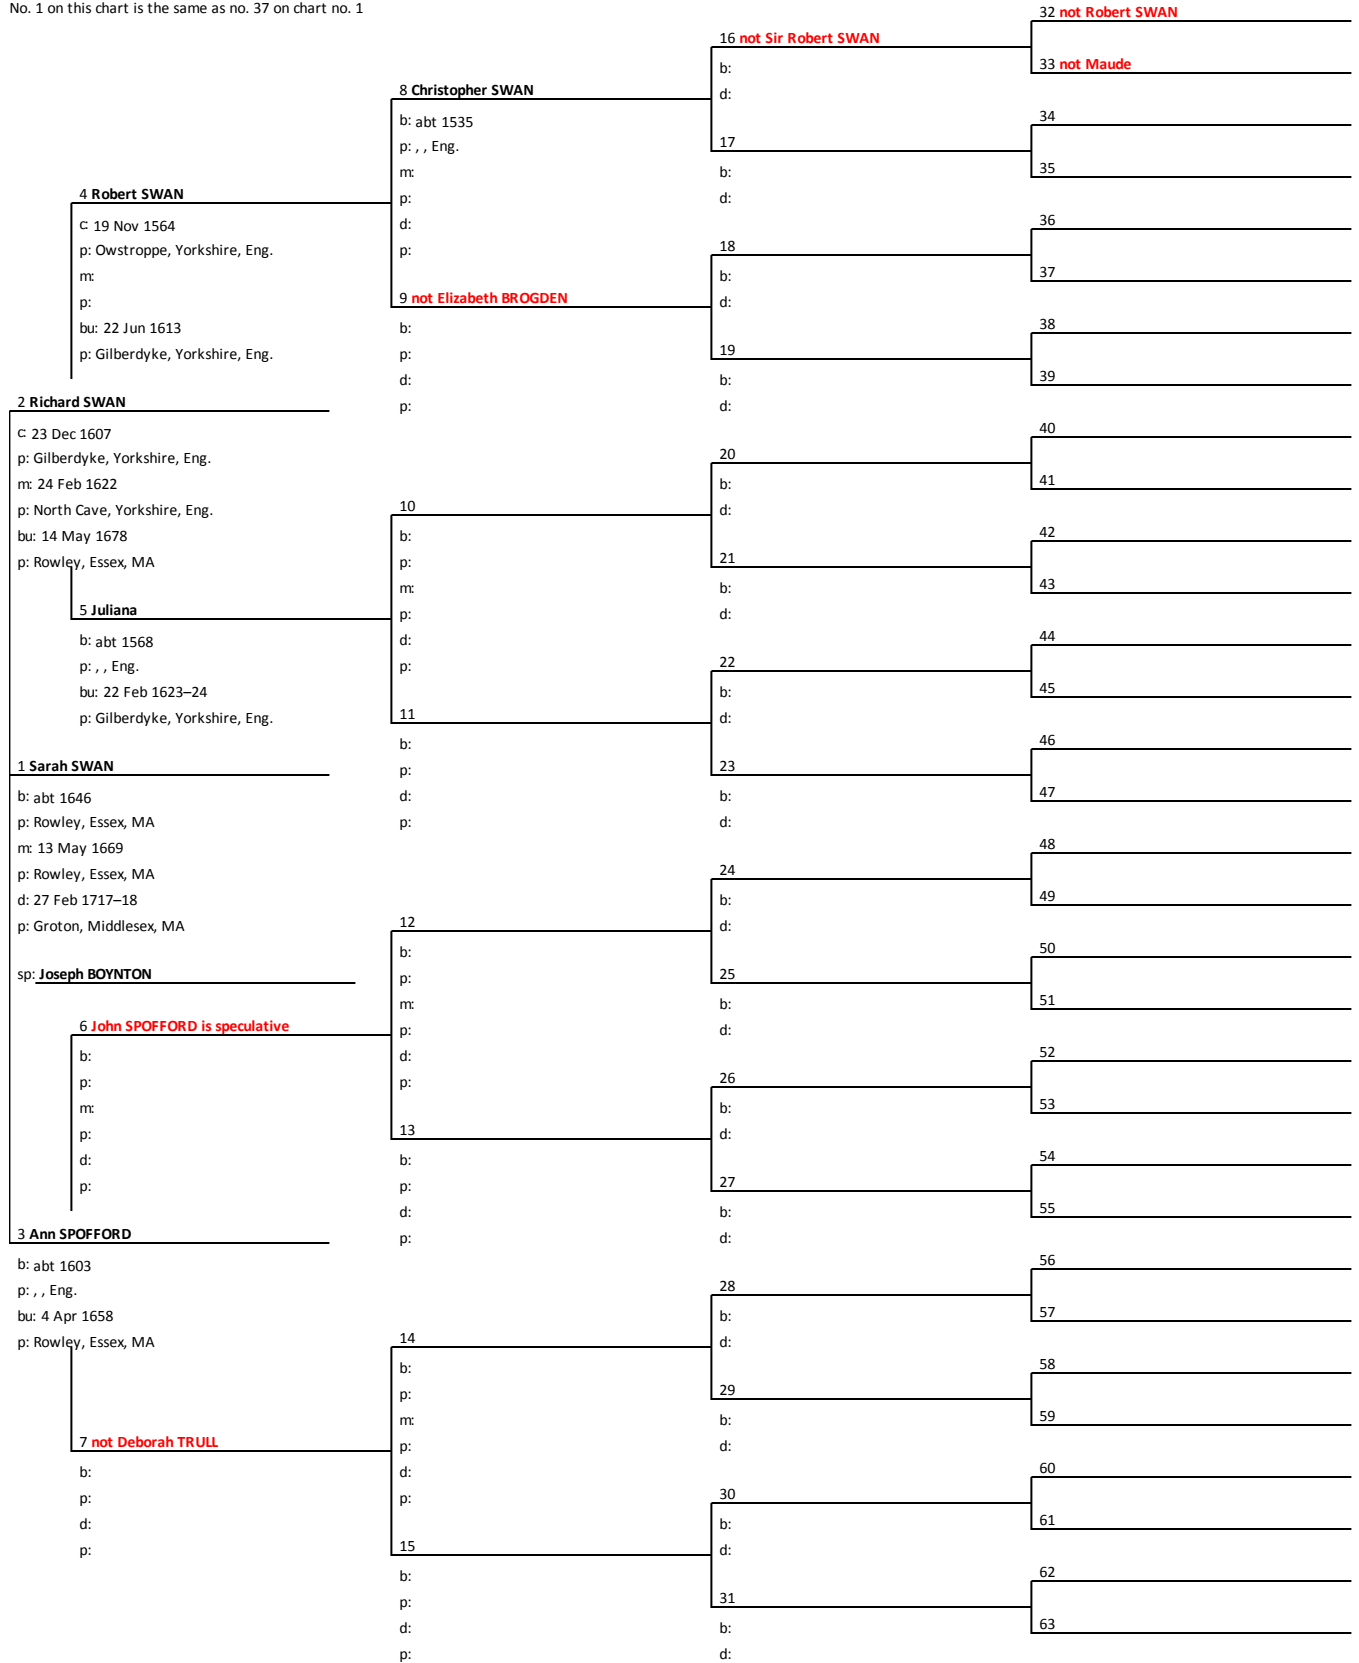 No. 1 on this chart is the same as no. 37 on chart no. 1
4 Robert SWAN
c: 19 Nov 1564
p: Owstroppe, Yorkshire, Eng.
m:
p:
bu: 22 Jun 1613
p: Gilberdyke, Yorkshire, Eng.
2 Richard SWAN
c: 23 Dec 1607
p: Gilberdyke, Yorkshire, Eng.
m: 24 Feb 1622
p: North Cave, Yorkshire, Eng.
bu: 14 May 1678
p: Rowley, Essex, MA
5 Juliana
b: abt 1568
p: , , Eng.
bu: 22 Feb 1623–24
p: Gilberdyke, Yorkshire, Eng.
1 Sarah SWAN
b: abt 1646
p: Rowley, Essex, MA
m: 13 May 1669
p: Rowley, Essex, MA
d: 27 Feb 1717–18
p: Groton, Middlesex, MA
sp: Joseph BOYNTON
6 John SPOFFORD is speculative
b:
p:
m:
p:
d:
p:
3 Ann SPOFFORD
b: abt 1603
p: , , Eng.
bu: 4 Apr 1658
p: Rowley, Essex, MA
7 not Deborah TRULL
b:
p:
d:
p:
8 Christopher SWAN
b: abt 1535
p: , , Eng.
m:
p:
d:
p:
9 not Elizabeth BROGDEN
b:
p:
d:
p:
10
b:
p:
m:
p:
d:
p:
11
b:
p:
d:
p:
12
b:
p:
m:
p:
d:
p:
13
b:
p:
d:
p:
14
b:
p:
m:
p:
d:
p:
15
b:
p:
d:
p:
16 not Sir Robert SWAN
b:
d:
17
b:
d:
18
b:
d:
19
b:
d:
20
b:
d:
21
b:
d:
22
b:
d:
23
b:
d:
24
b:
d:
25
b:
d:
26
b:
d:
27
b:
d:
28
b:
d:
29
b:
d:
30
b:
d:
31
b:
d:
32 not Robert SWAN
33 not Maude
34
35
36
37
38
39
40
41
42
43
44
45
46
47
48
49
50
51
52
53
54
55
56
57
58
59
60
61
62
63